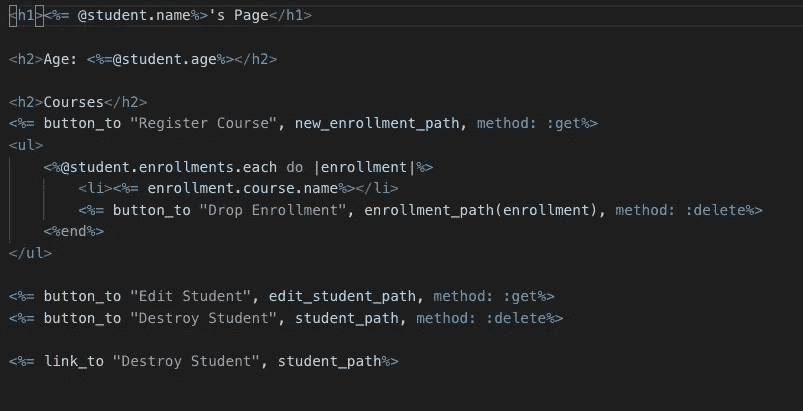 <h1><%= @student.name%>'s Page</h1>
<h2>Age: <%=@student.age%></h2>
<h2>Courses</h2>
<%= button_to "Register Course", new_enrollment_path, method: :get%>
<ul>
<%@student.enrollments.each do |enrollment|%>
<li><%= enrollment.course.name%></li>
<%= button_to "Drop Enrollment", enrollment_path(enrollment), method: :delete%>
<%end%>
</ul>
<%= button_to "Edit Student", edit_student_path, method: :get%>
<%= button_to "Destroy Student", student_path, method: :delete%>
<%= link_to "Destroy Student", student_path%>